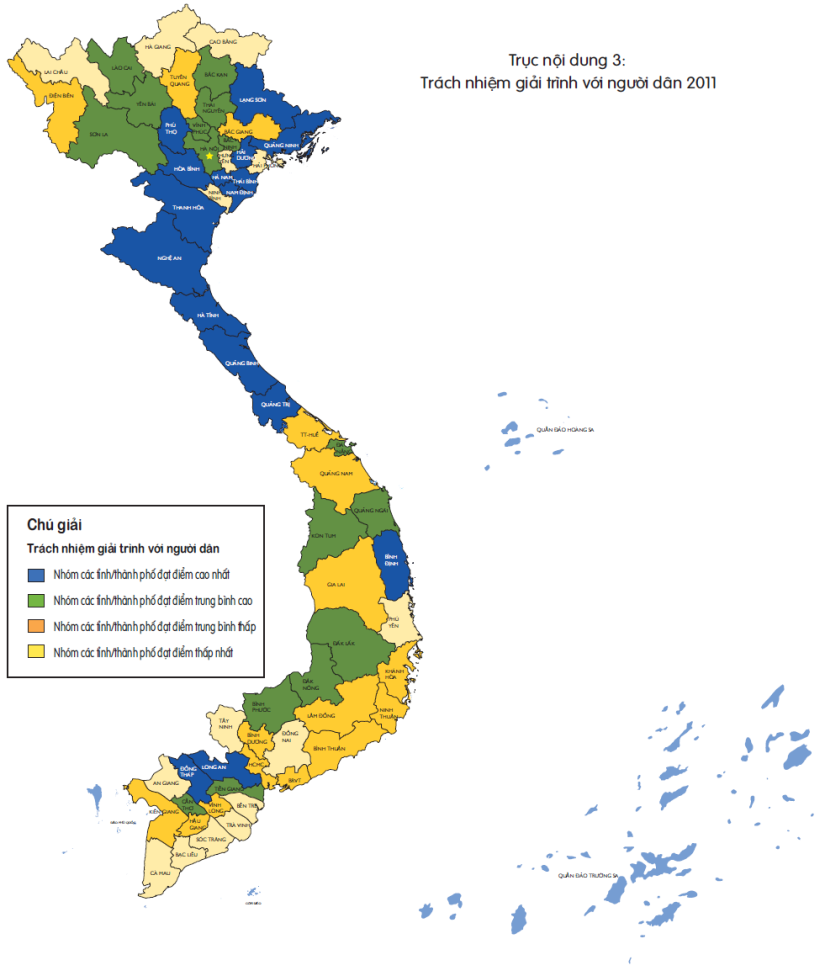 Trục nội dung 3:
Trách nhiệm giải trình với người dân 2011
HÀ GIANG
CAO BẰNG
LAI CHÂU
LÀO CAI
TUYÊN QUANG
BẮC KẠN
ĐIỆN BIÊN
YÊN BÁI
THÁI NGUYÊN
LẠNG SƠN
PHÚ THỌ
VĨNH PHÚC
BẮC GIANG
SƠN LA
HÀ NỘI
HẢI DƯƠNG
QUẢNG NINH
HÒA BÌNH
HÀ NAM
THÁI BÌNH
NINH BÌNH
NAM ĐỊNH
THANH HÓA
NGHỆ AN
HÀ TĨNH
QUẢNG BÌNH
QUẢNG TRỊ
TT-HUẾ
QUẦN ĐẢO HOÀNG SA
QUẢNG NAM
QUẢNG NGÃI
KON TUM
BÌNH ĐỊNH
GIA LAI
PHÚ YÊN
ĐẮK LẮK
KHÁNH HÒA
ĐẮK NÔNG
BÌNH PHƯỚC
LÂM ĐỒNG
NINH THUẬN
TÂY NINH
BÌNH DƯƠNG
ĐỒNG NAI
BÌNH THUẬN
ĐỒNG THÁP
LONG AN
HCMC
BRVT
AN GIANG
TIỀN GIANG
KIÊN GIANG
CẦN THƠ
VĨNH LONG
BẾN TRE
HẬU GIANG
TRÀ VINH
SÓC TRĂNG
BẠC LIÊU
CÀ MAU
QUẦN ĐẢO TRƯỜNG SA
Chú giải
Trách nhiệm giải trình với người dân
Nhóm các tỉnh/thành phố đạt điểm cao nhất
Nhóm các tỉnh/thành phố đạt điểm trung bình cao
Nhóm các tỉnh/thành phố đạt điểm trung bình thấp
Nhóm các tỉnh/thành phố đạt điểm thấp nhất